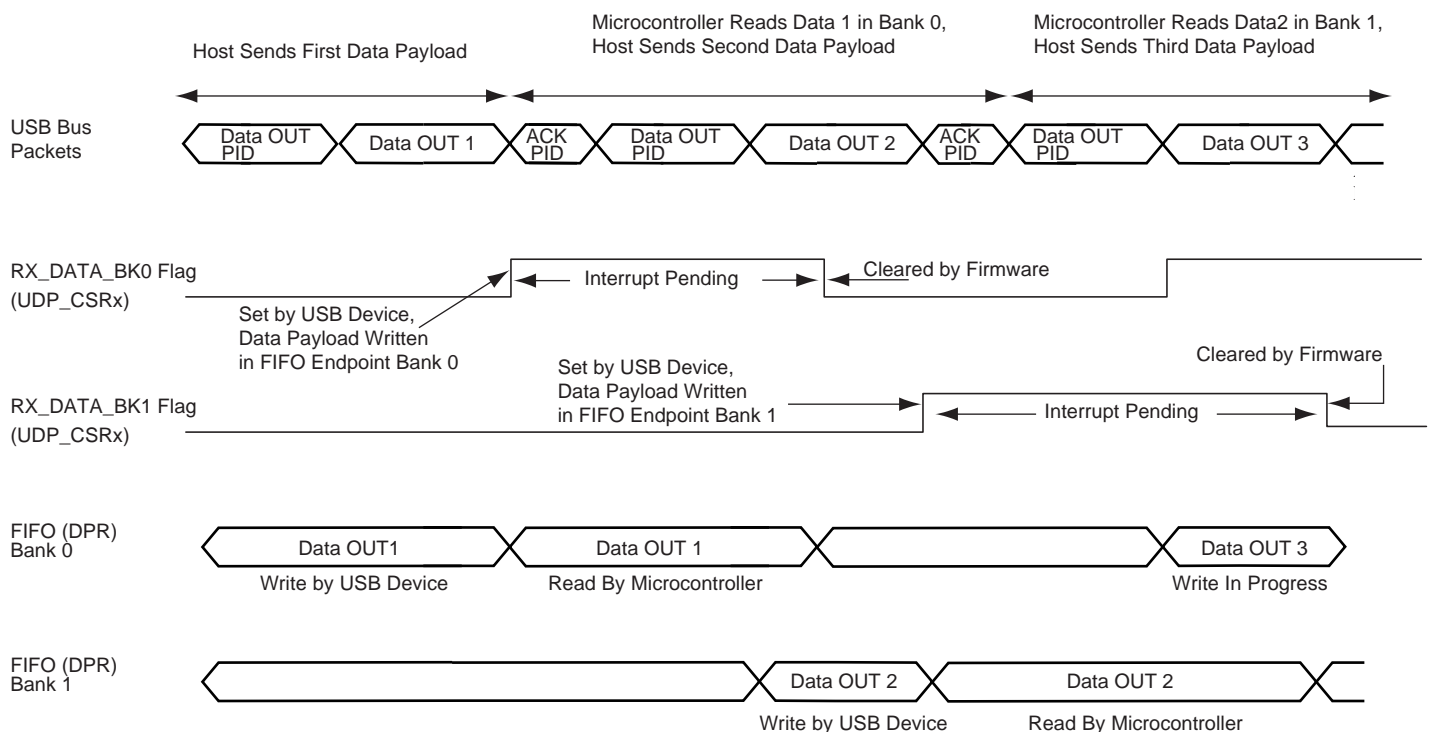 Microcontroller Reads Data 1 in Bank 0,
Host Sends Second Data Payload
Microcontroller Reads Data2 in Bank 1,
Host Sends Third Data Payload
Host Sends First Data Payload
USB Bus
Packets
Data OUT
PID
Data OUT 1
ACK
PID
Data OUT
PID
Data OUT 2
ACK
PID
Data OUT
PID
Data OUT 3
RX_DATA_BK0 Flag
(UDP_CSRx)
Interrupt Pending
Cleared by Firmware
Set by USB Device,
Data Payload Written
in FIFO Endpoint Bank 0
Cleared by Firmware
Set by USB Device,
Data Payload Written
in FIFO Endpoint Bank 1
RX_DATA_BK1 Flag
(UDP_CSRx)
Interrupt Pending
FIFO (DPR)
Bank 0
Data OUT1
Data OUT 1
Data OUT 3
Write by USB Device
Read By Microcontroller
Write In Progress
FIFO (DPR)
Bank 1
Data OUT 2
Data OUT 2
Write by USB Device
Read By Microcontroller